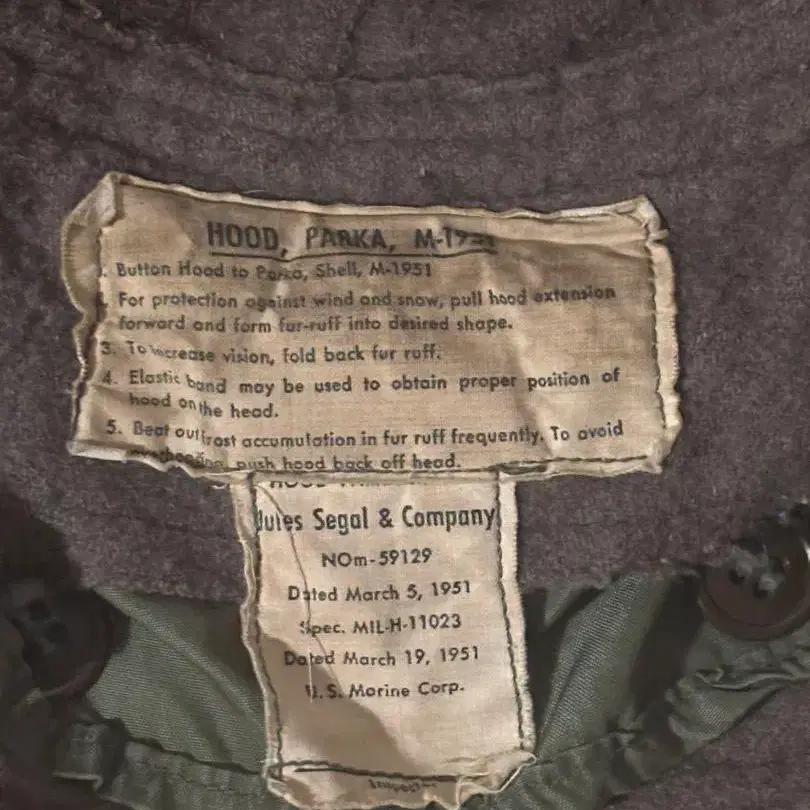 HOOD, PARKA, M-1951
1. Button Hood to Parka, Shell, M-1951
For protection against wind and snow, pull hood extension
forward and form fur-ruff into desired shape.
3. To increase vision, fold back fur ruff.
4. Elastic band may be used to obtain proper position of
hood on the head.
5. Beat out frost accumulation in fur ruff frequently. To avoid
overheating push hood back off head.
HOOD
Jules Segal & Company
NOm-59129
Dated March 5, 1951
Spec. MIL-H-11023
Dated March 19, 1951
U.S. Marine Corp.